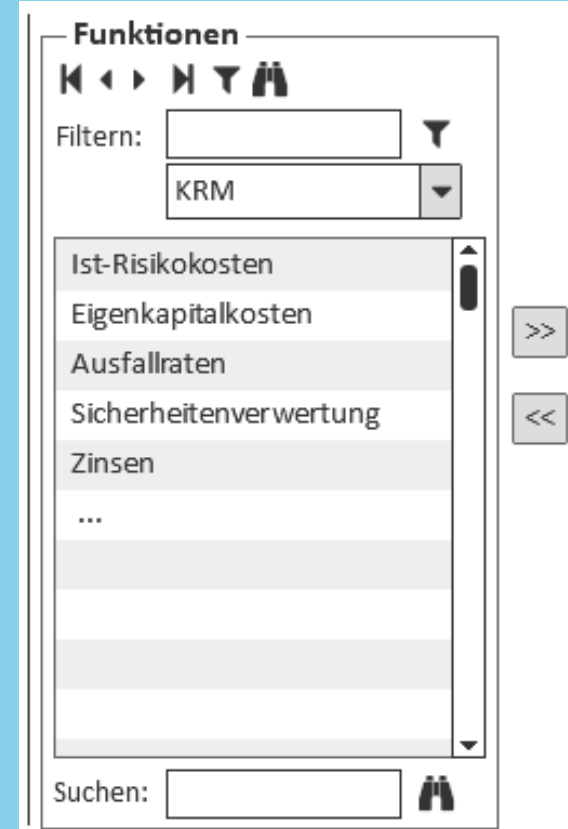 Funktionen
Filtern:
KRM
Ist-Risikokosten
Eigenkapitalkosten
Ausfallraten
Sicherheitenverwertung
Zinsen
...
>>
<<
Suchen: